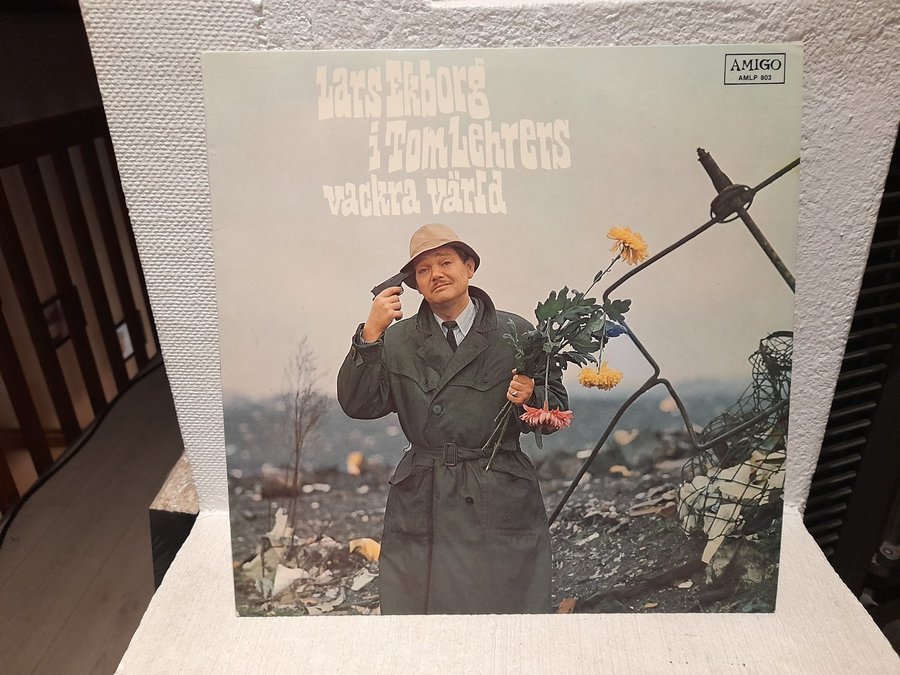 Lars Ekborg
i Tom Lehrers
vackra värld
AMIGO
AMLP 803